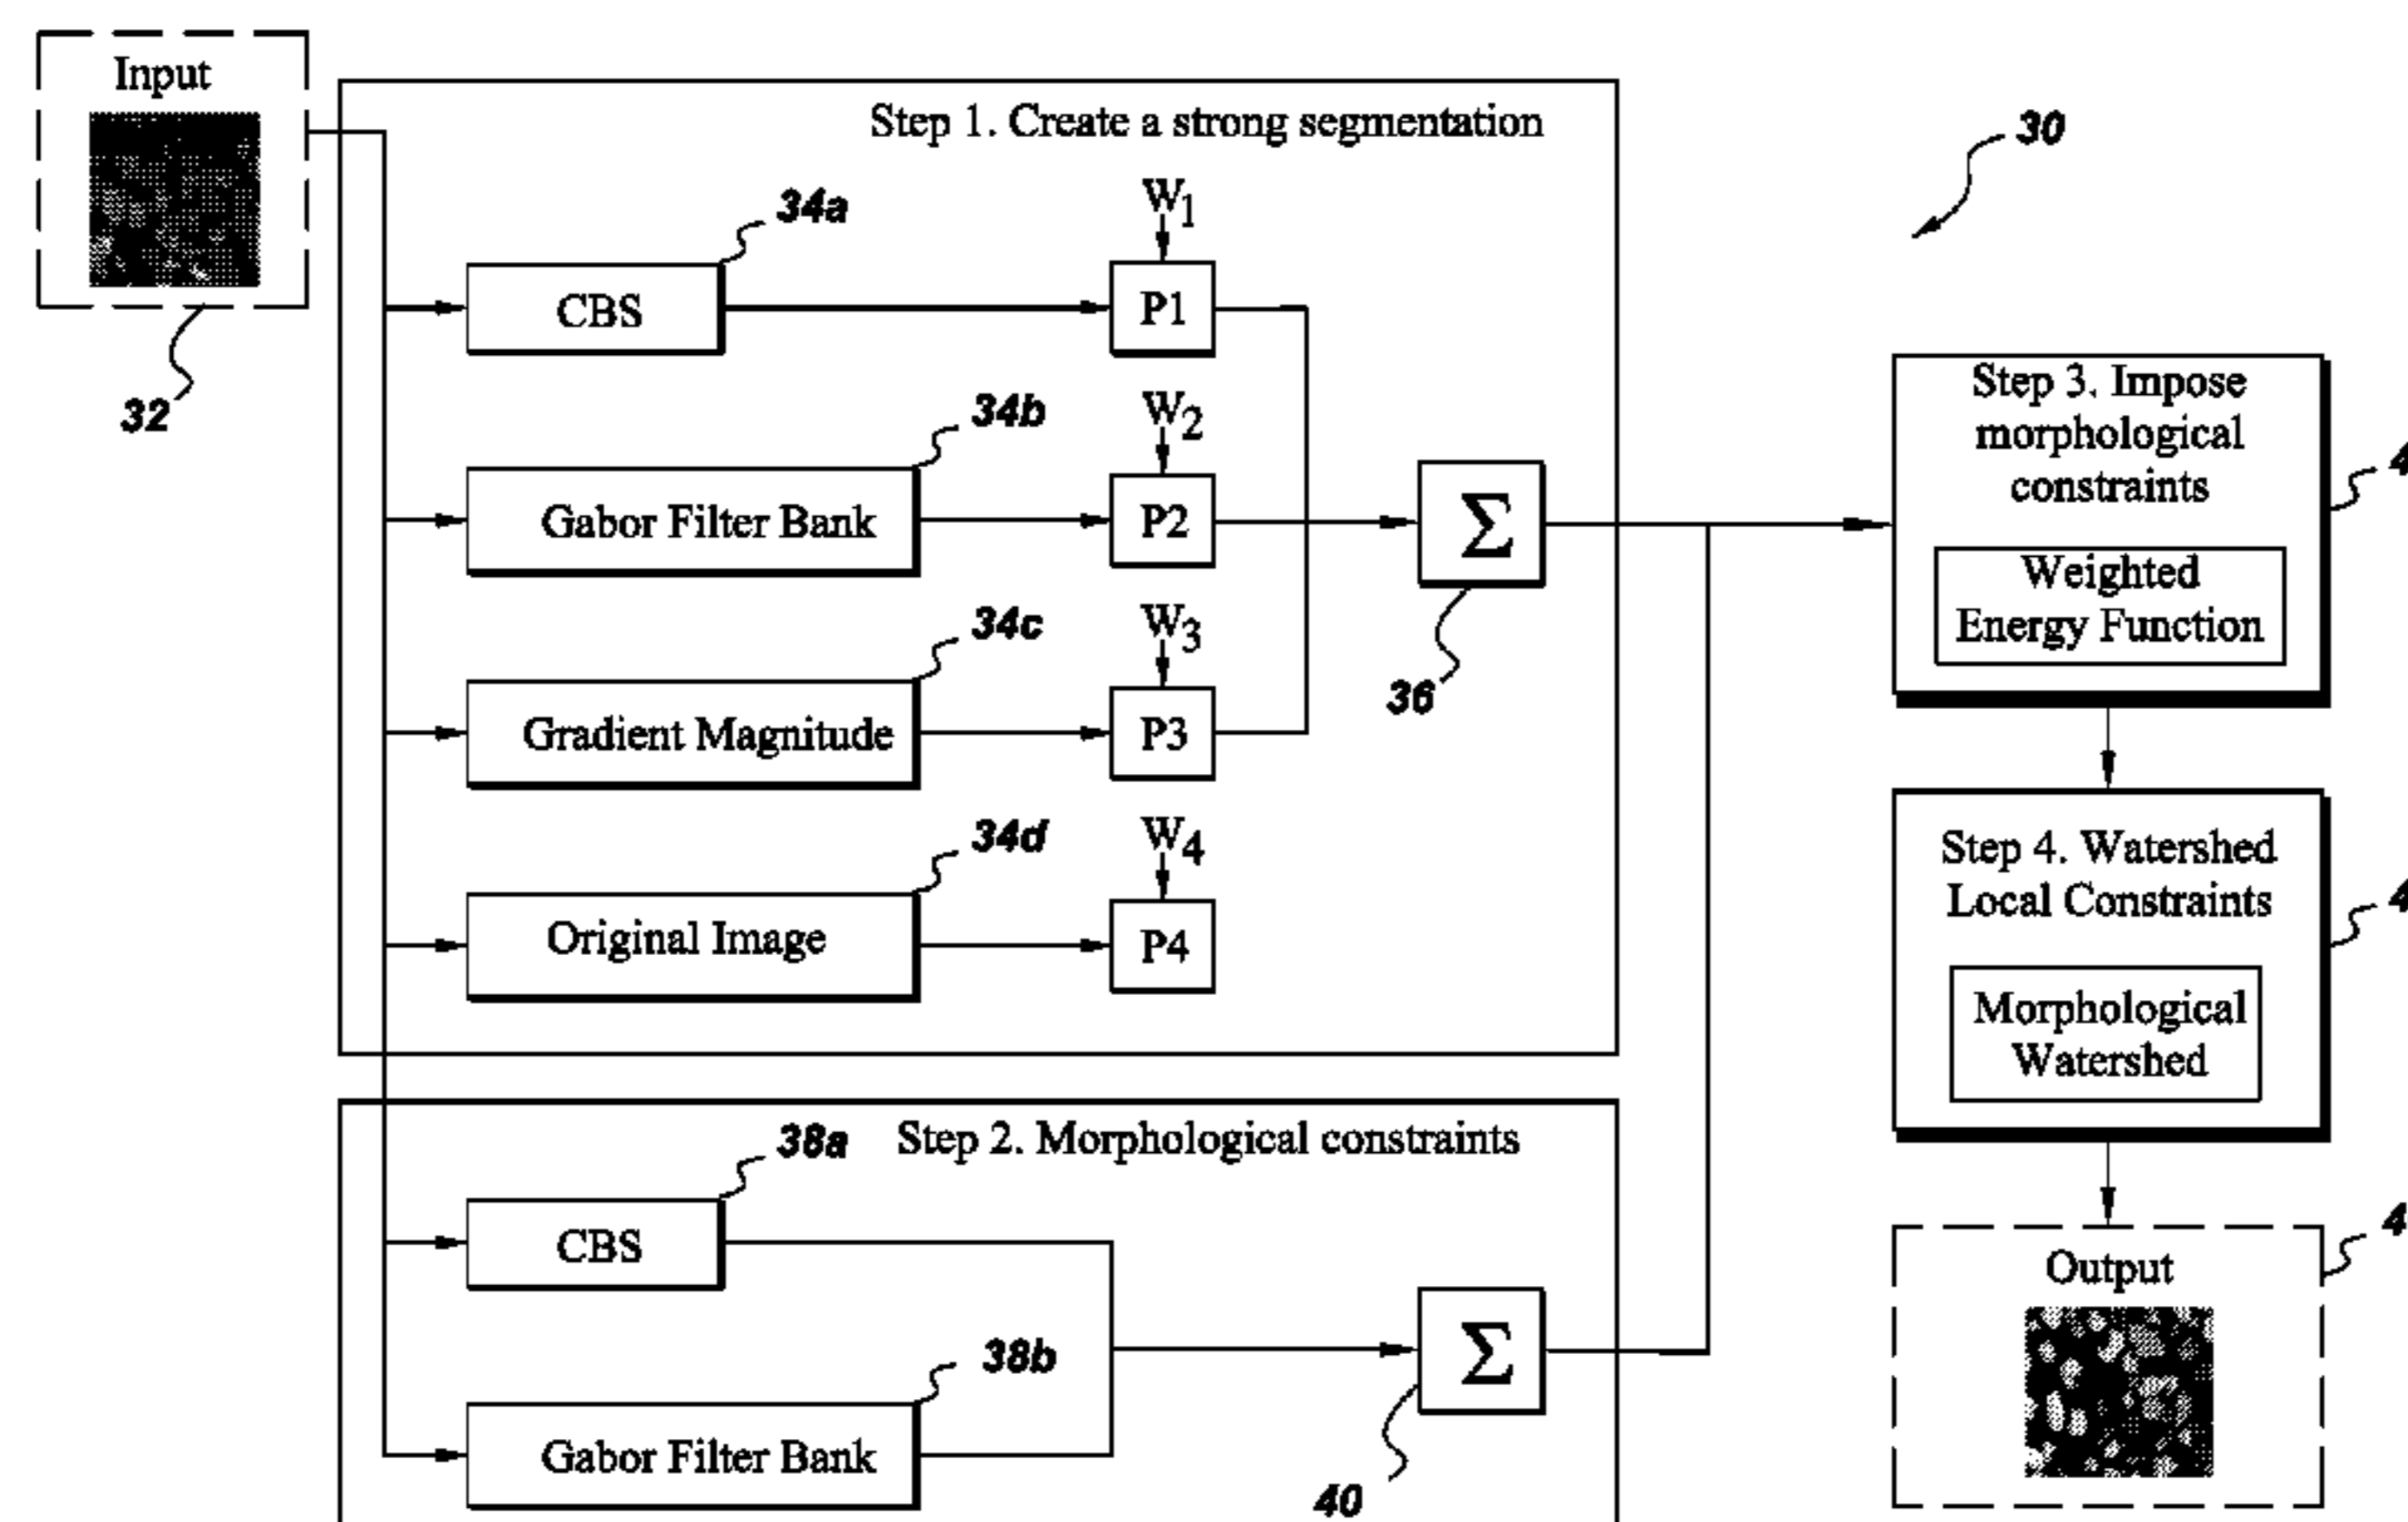 Input
32
Step 1. Create a strong segmentation
30
34a
CBS
W1
P1
34b
Gabor Filter Bank
W2
P2
34c
Gradient Magnitude
W3
P3
34d
Original Image
W4
P4
Σ
36
Step 2. Morphological constraints
38a
CBS
38b
Gabor Filter Bank
Σ
40
Step 3. Impose
morphological
constraints
Weighted
Energy Function
Step 4. Watershed
Local Constraints
Morphological
Watershed
Output